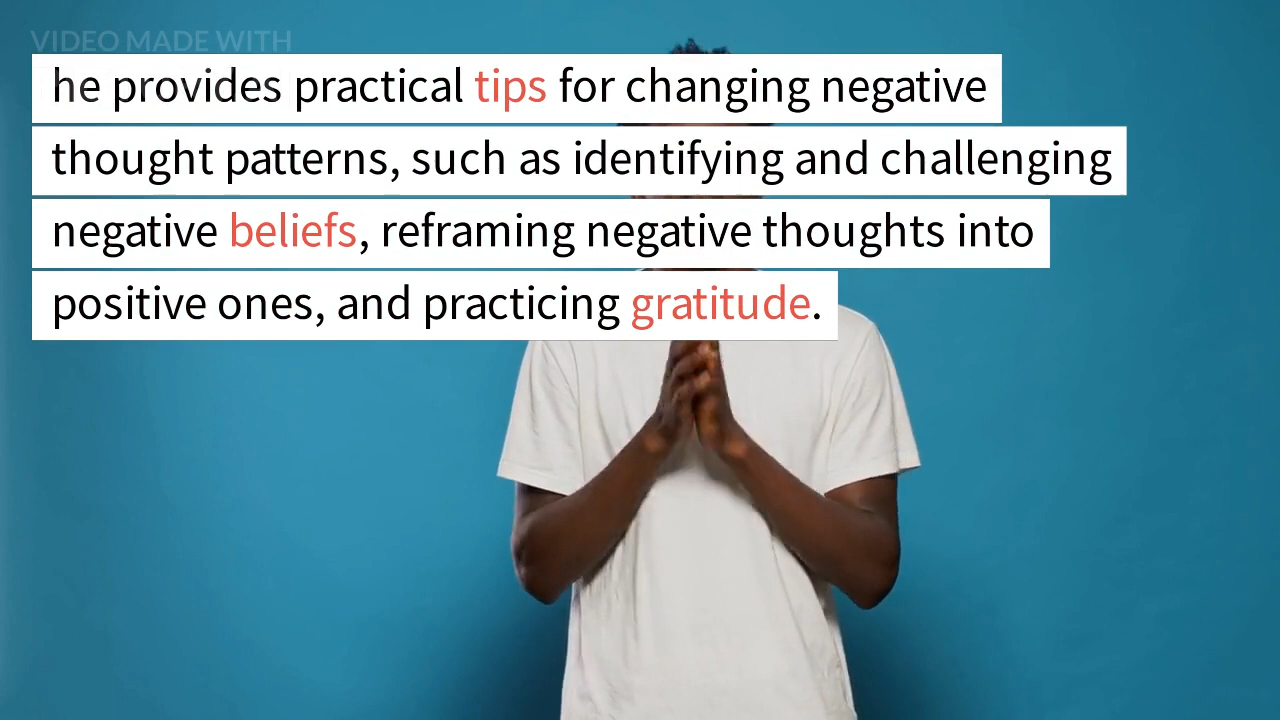 VIDEO MADE WITH
he provides practical tips for changing negative
thought patterns, such as identifying and challenging
negative beliefs, reframing negative thoughts into
positive ones, and practicing gratitude.